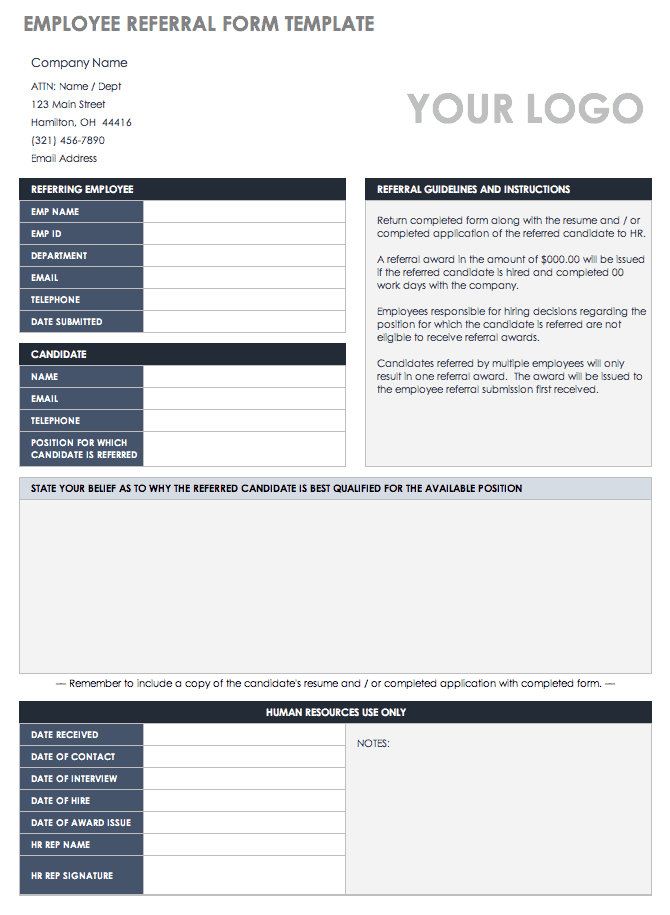 EMPLOYEE REFERRAL FORM TEMPLATE
Company Name
ATTN: Name / Dept
123 Main Street
Hamilton, OH 44416
(321) 456-7890
Email Address
YOUR LOGO
REFERRING EMPLOYEE
EMP NAME
EMP ID
DEPARTMENT
EMAIL
TELEPHONE
DATE SUBMITTED
CANDIDATE
NAME
EMAIL
TELEPHONE
POSITION FOR WHICH
CANDIDATE IS REFERRED
REFERRAL GUIDELINES AND INSTRUCTIONS
Return completed form along with the resume and / or
completed application of the referred candidate to HR.
A referral award in the amount of $000.00 will be issued
if the referred candidate is hired and completed 00
work days with the company.
Employees responsible for hiring decisions regarding the
position for which the candidate is referred are not
eligible to receive referral awards.
Candidates referred by multiple employees will only
result in one referral award. The award will be issued to
the employee referral submission first received.
STATE YOUR BELIEF AS TO WHY THE REFERRED CANDIDATE IS BEST QUALIFIED FOR THE AVAILABLE POSITION
— Remember to include a copy of the candidate's resume and / or completed application with completed form. —
HUMAN RESOURCES USE ONLY
DATE RECEIVED
DATE OF CONTACT
DATE OF INTERVIEW
DATE OF HIRE
DATE OF AWARD ISSUE
HR REP NAME
HR REP SIGNATURE
NOTES: